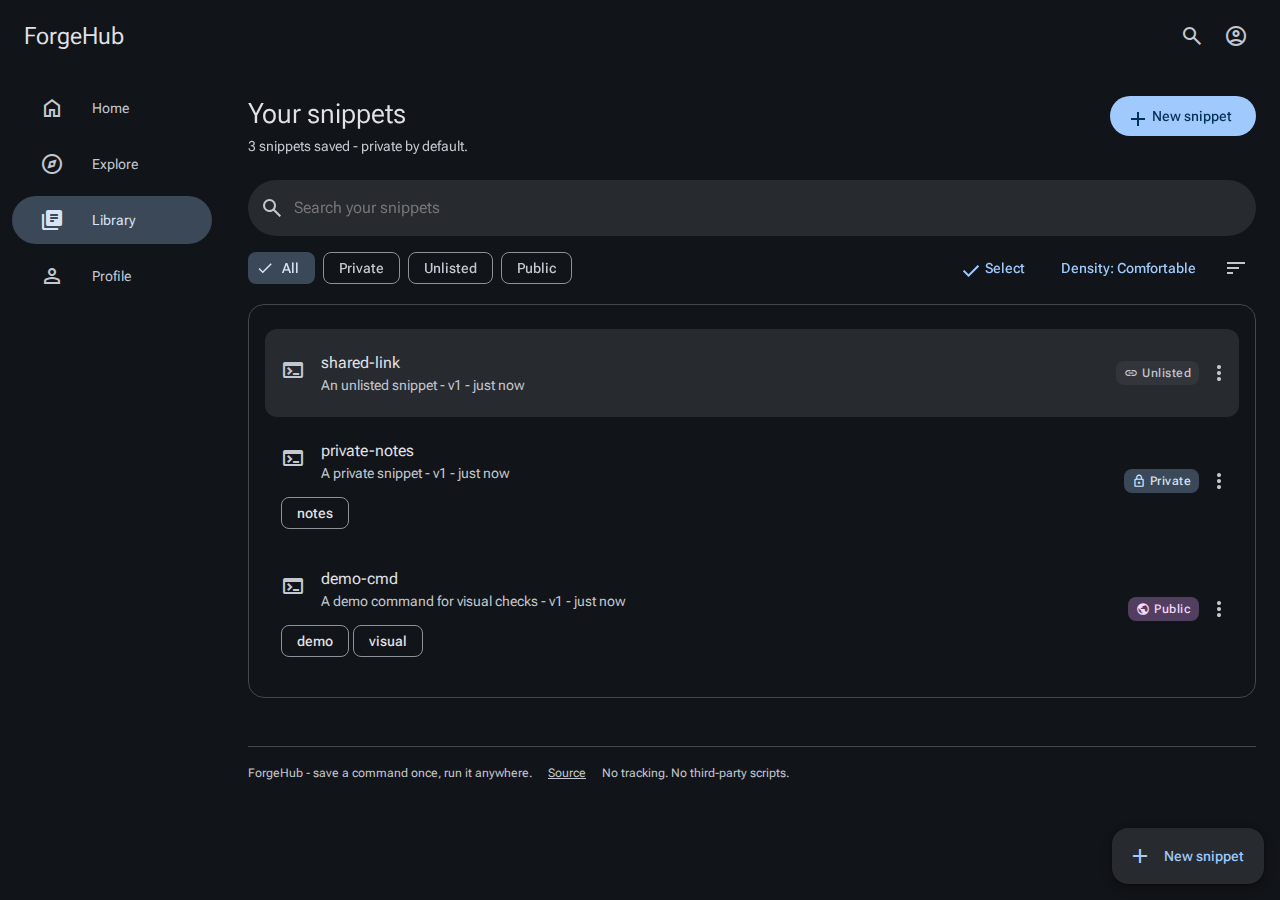 ForgeHub
Home
Explore
Library
Profile
Your snippets
New snippet
3 snippets saved - private by default.
Search your snippets
All
Private
Unlisted
Public
Select
Density: Comfortable
shared-link
An unlisted snippet - v1 - just now
Unlisted
private-notes
A private snippet - v1 - just now
Private
notes
demo-cmd
A demo command for visual checks - v1 - just now
Public
demo
visual
ForgeHub - save a command once, run it anywhere. Source No tracking. No third-party scripts.
New snippet